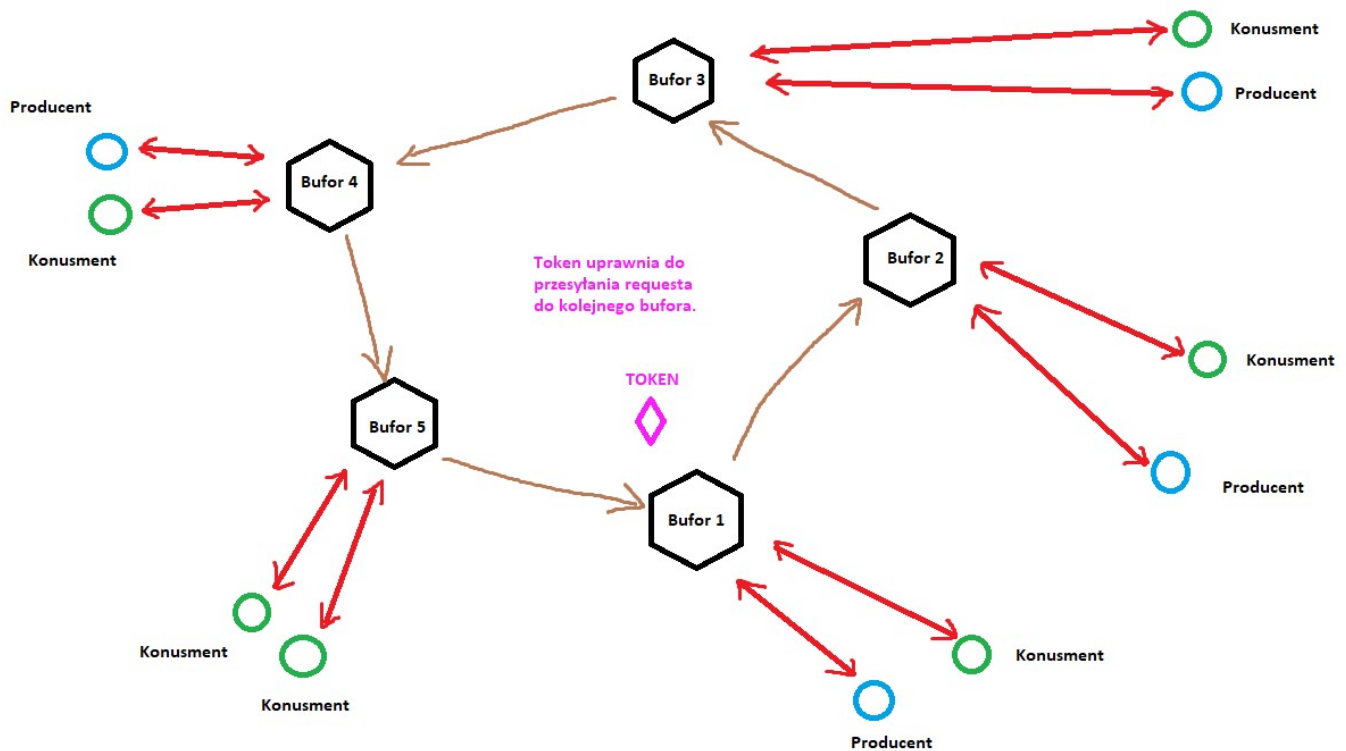 Konusment
Bufor 3
Producent
Producent
Bufor 4
Konusment
Bufor 2
Token uprawnia do
przesyłania requesta
do kolejnego bufora.
Konusment
TOKEN
Bufor 5
Producent
Bufor 1
Konusment
Konusment
Konusment
Producent